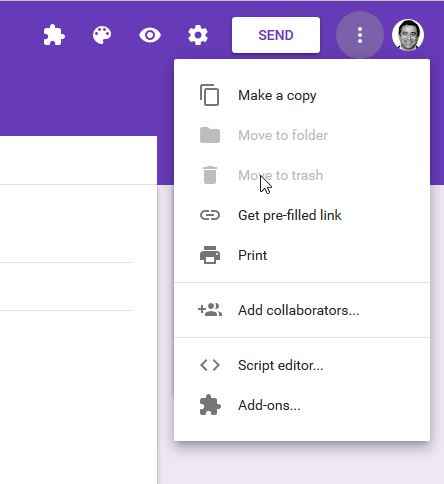 SEND
Make a copy
Move to folder
Move to trash
Get pre-filled link
Print
Add collaborators...
Script editor...
Add-ons...